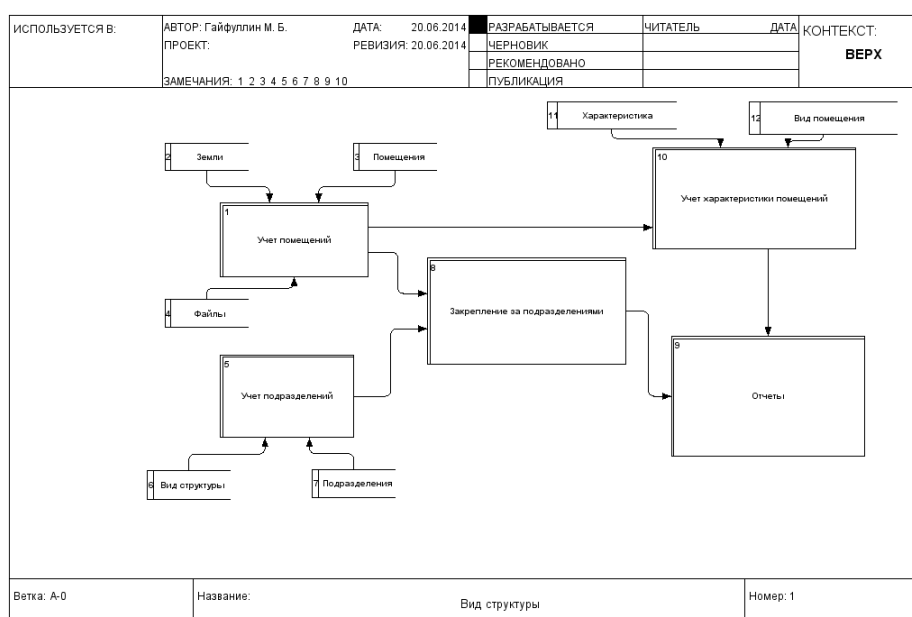 ИСПОЛЬЗУЕТСЯ В:
АВТОР: Гайфуллин М. Б.
ДАТА: 20.06.2014
РАЗРАБАТЫВАЕТСЯ
ЧИТАТЕЛЬ
ДАТА
КОНТЕКСТ:
ПРОЕКТ:
РЕВИЗИЯ: 20.06.2014
ЧЕРНОВИК
ВЕРХ
РЕКОМЕНДОВАНО
ЗАМЕЧАНИЯ: 1 2 3 4 5 6 7 8 9 10
ПУБЛИКАЦИЯ
11 Характеристика
12 Вид помещения
2 Земли
3 Помещения
10
Учет характеристики помещений
1
Учет помещений
8
Закрепление за подразделениями
4 Файлы
9
Отчеты
5
Учет подразделений
6 Вид структуры
7 Подразделения
Ветка: А-0
Название:
Вид структуры
Номер: 1